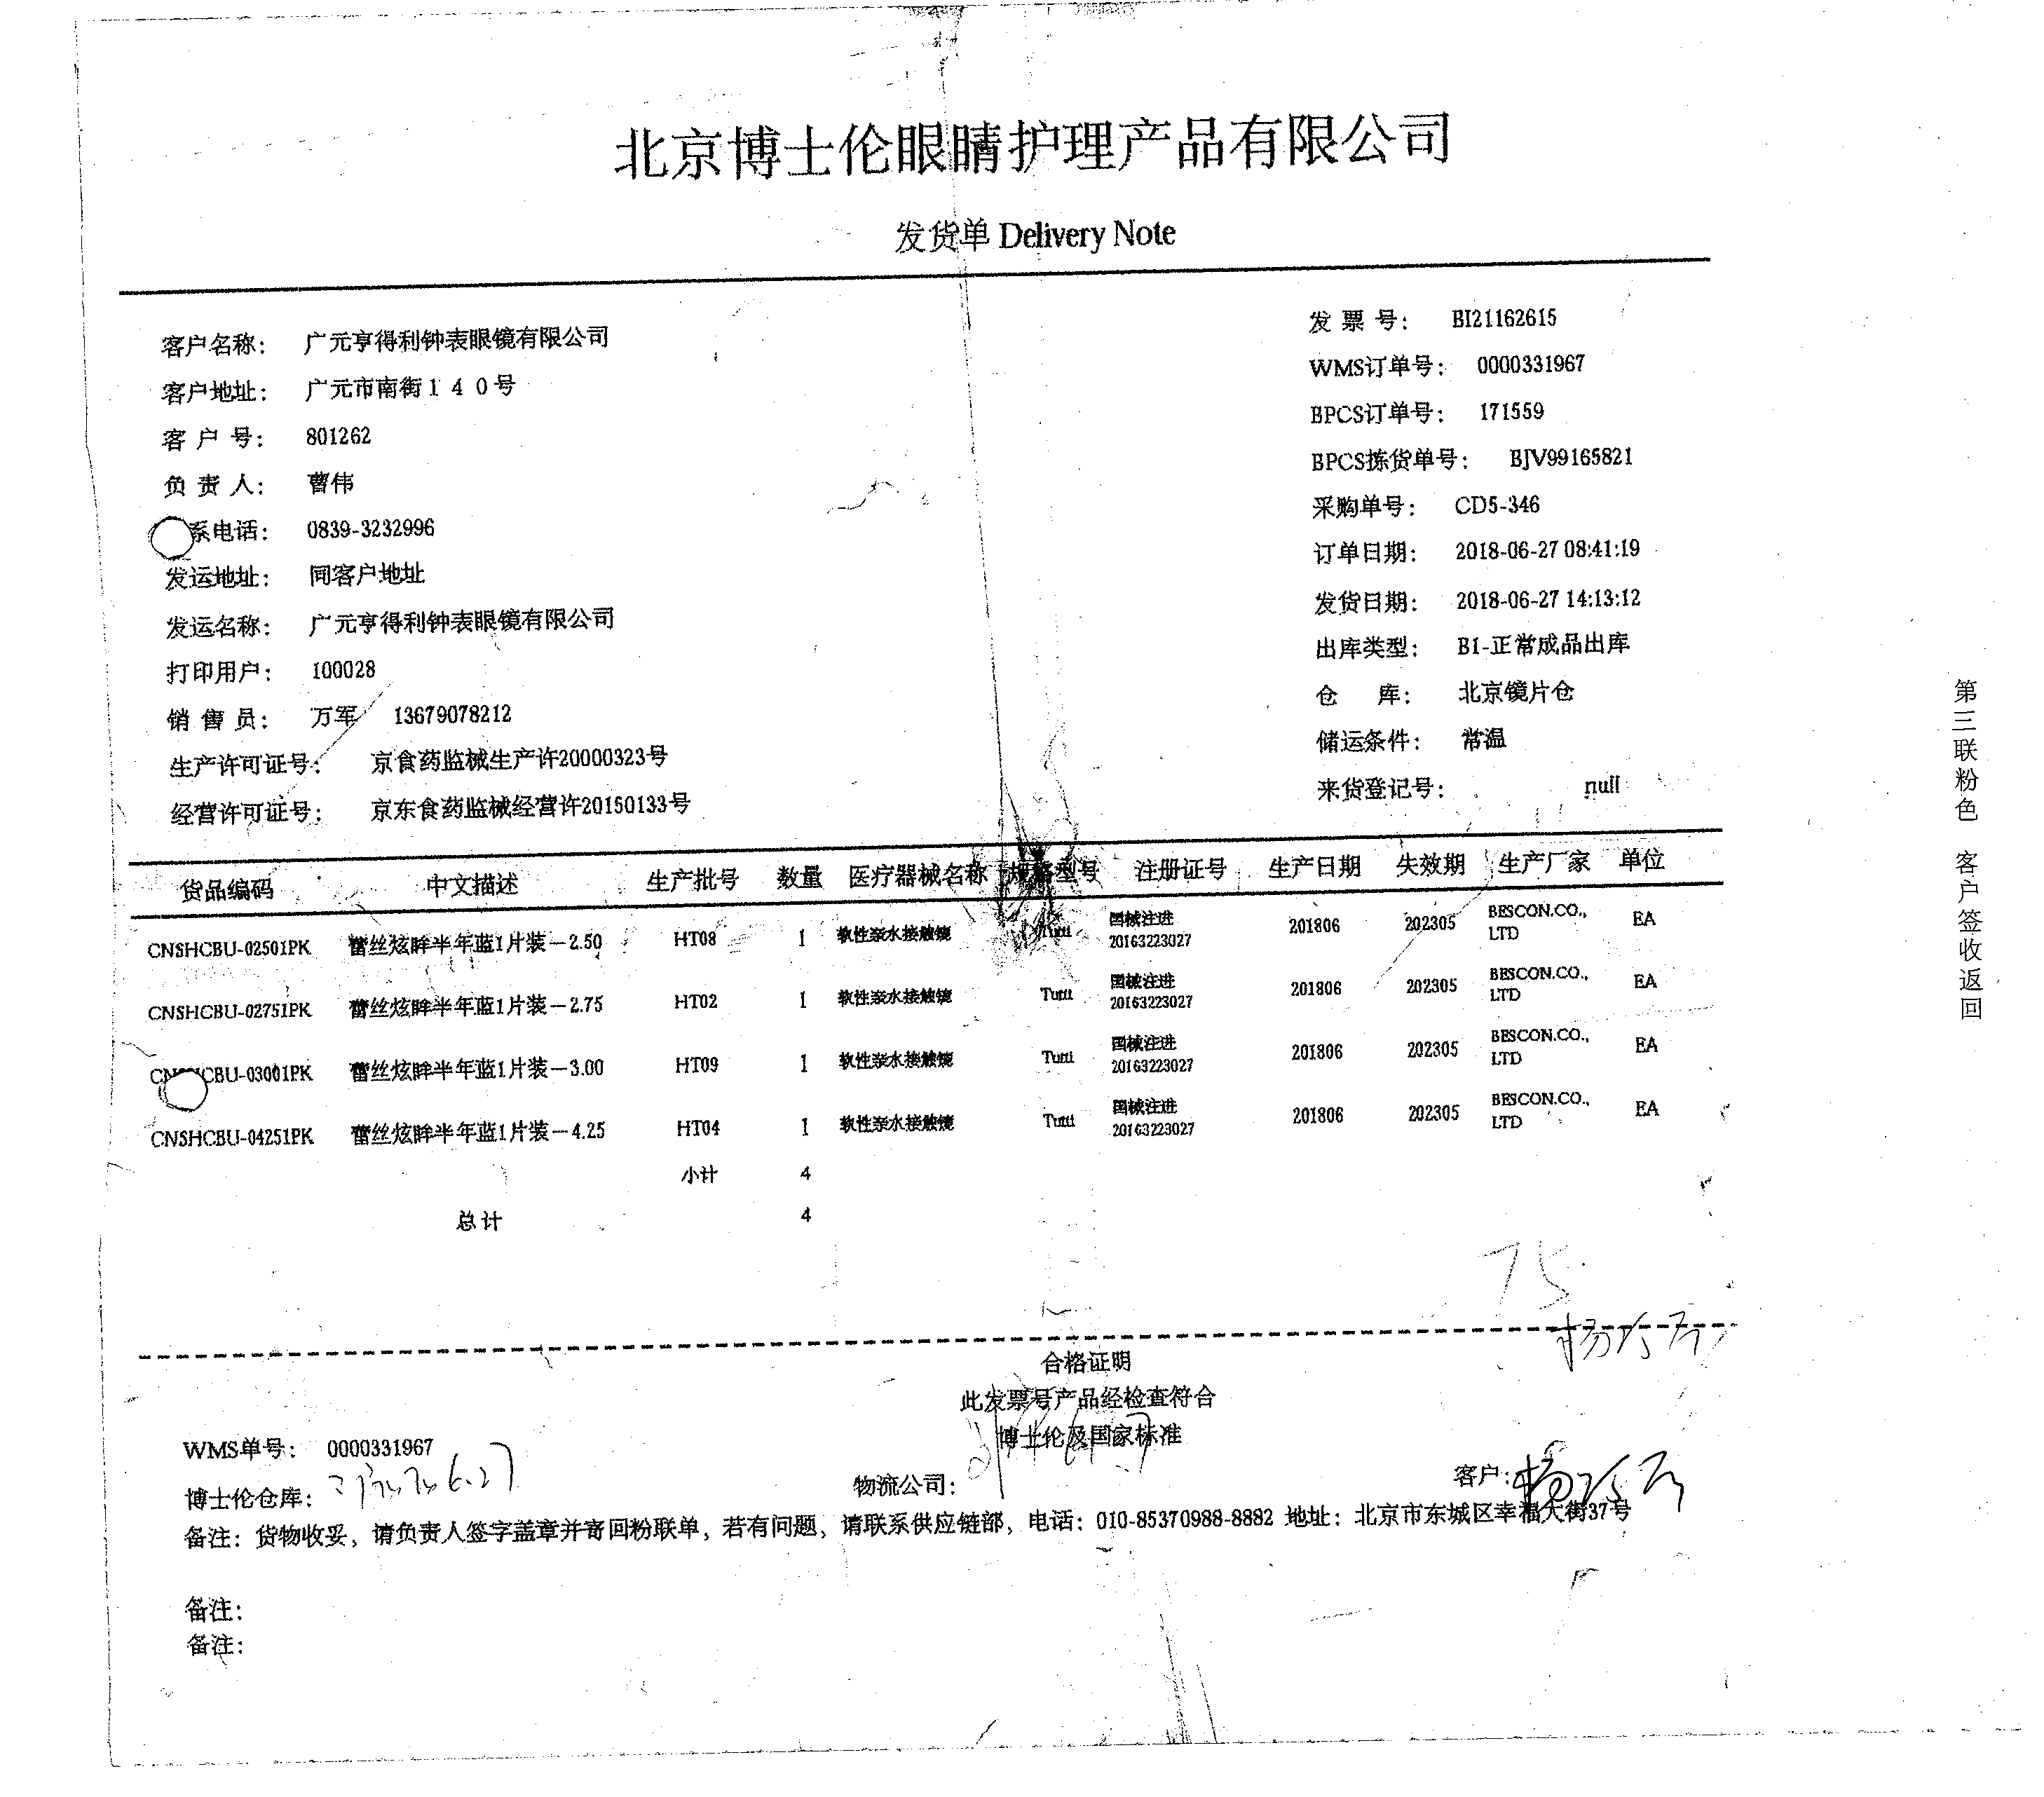 北京博士伦眼睛护理产品有限公司
发货单 Delivery Note
客户名称： 广元亨得利钟表眼镜有限公司
客户地址： 广元市南街１４０号
客 户 号： 801262
负 责 人： 曹伟
系电话： 0839-3232996
发运地址： 同客户地址
发运名称： 广元亨得利钟表眼镜有限公司
打印用户： 100028
销 售 员： 万军 13679078212
生产许可证号： 京食药监械生产许20000323号
经营许可证号： 京东食药监械经营许20150133号
发 票 号： BI21162615
WMS订单号： 0000331967
BPCS订单号： 171559
BPCS拣货单号： BJV99165821
采购单号： CD5-346
订单日期： 2018-06-27 08:41:19
发货日期： 2018-06-27 14:13:12
出库类型： B1-正常成品出库
仓 库： 北京镜片仓
储运条件： 常温
来货登记号： null
货品编码 中文描述 生产批号 数量 医疗器械名称 规格型号 注册证号 生产日期 失效期 生产厂家 单位
CNSHCBU-02501PK 蕾丝炫眸半年蓝1片装－2.50 HT08 1 软性亲水接触镜 Tutti 国械注进 20163223027 201806 202305 BESCON.CO., LTD EA
CNSHCBU-02751PK 蕾丝炫眸半年蓝1片装－2.75 HT02 1 软性亲水接触镜 Tutti 国械注进 20163223027 201806 202305 BESCON.CO., LTD EA
CNSHCBU-03001PK 蕾丝炫眸半年蓝1片装－3.00 HT09 1 软性亲水接触镜 Tutti 国械注进 20163223027 201806 202305 BESCON.CO., LTD EA
CNSHCBU-04251PK 蕾丝炫眸半年蓝1片装－4.25 HT04 1 软性亲水接触镜 Tutti 国械注进 20163223027 201806 202305 BESCON.CO., LTD EA
小计 4
总计 4
合格证明
此发票号产品经检查符合
博士伦及国家标准
WMS单号： 0000331967
博士伦仓库： 6.27
物流公司：
客户：
备注：货物收妥，请负责人签字盖章并寄回粉联单，若有问题，请联系供应链部，电话：010-85370988-8882 地址：北京市东城区幸福大街37号
备注：
备注：
第三联粉色 客户签收返回